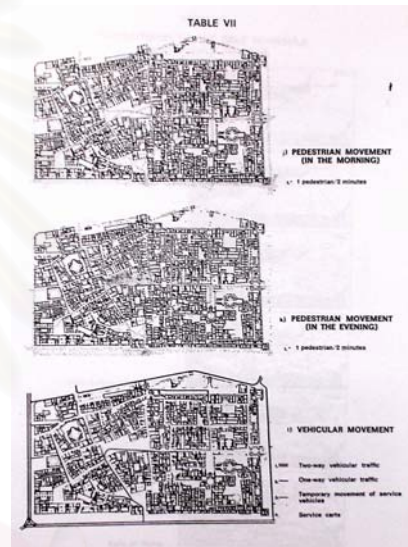 TABLE VII
j) PEDESTRIAN MOVEMENT
(IN THE MORNING)
1 pedestrian/2 minutes
k) PEDESTRIAN MOVEMENT
(IN THE EVENING)
1 pedestrian/2 minutes
l) VEHICULAR MOVEMENT
Two-way vehicular traffic
One-way vehicular traffic
Temporary movement of service
vehicles
Service carts